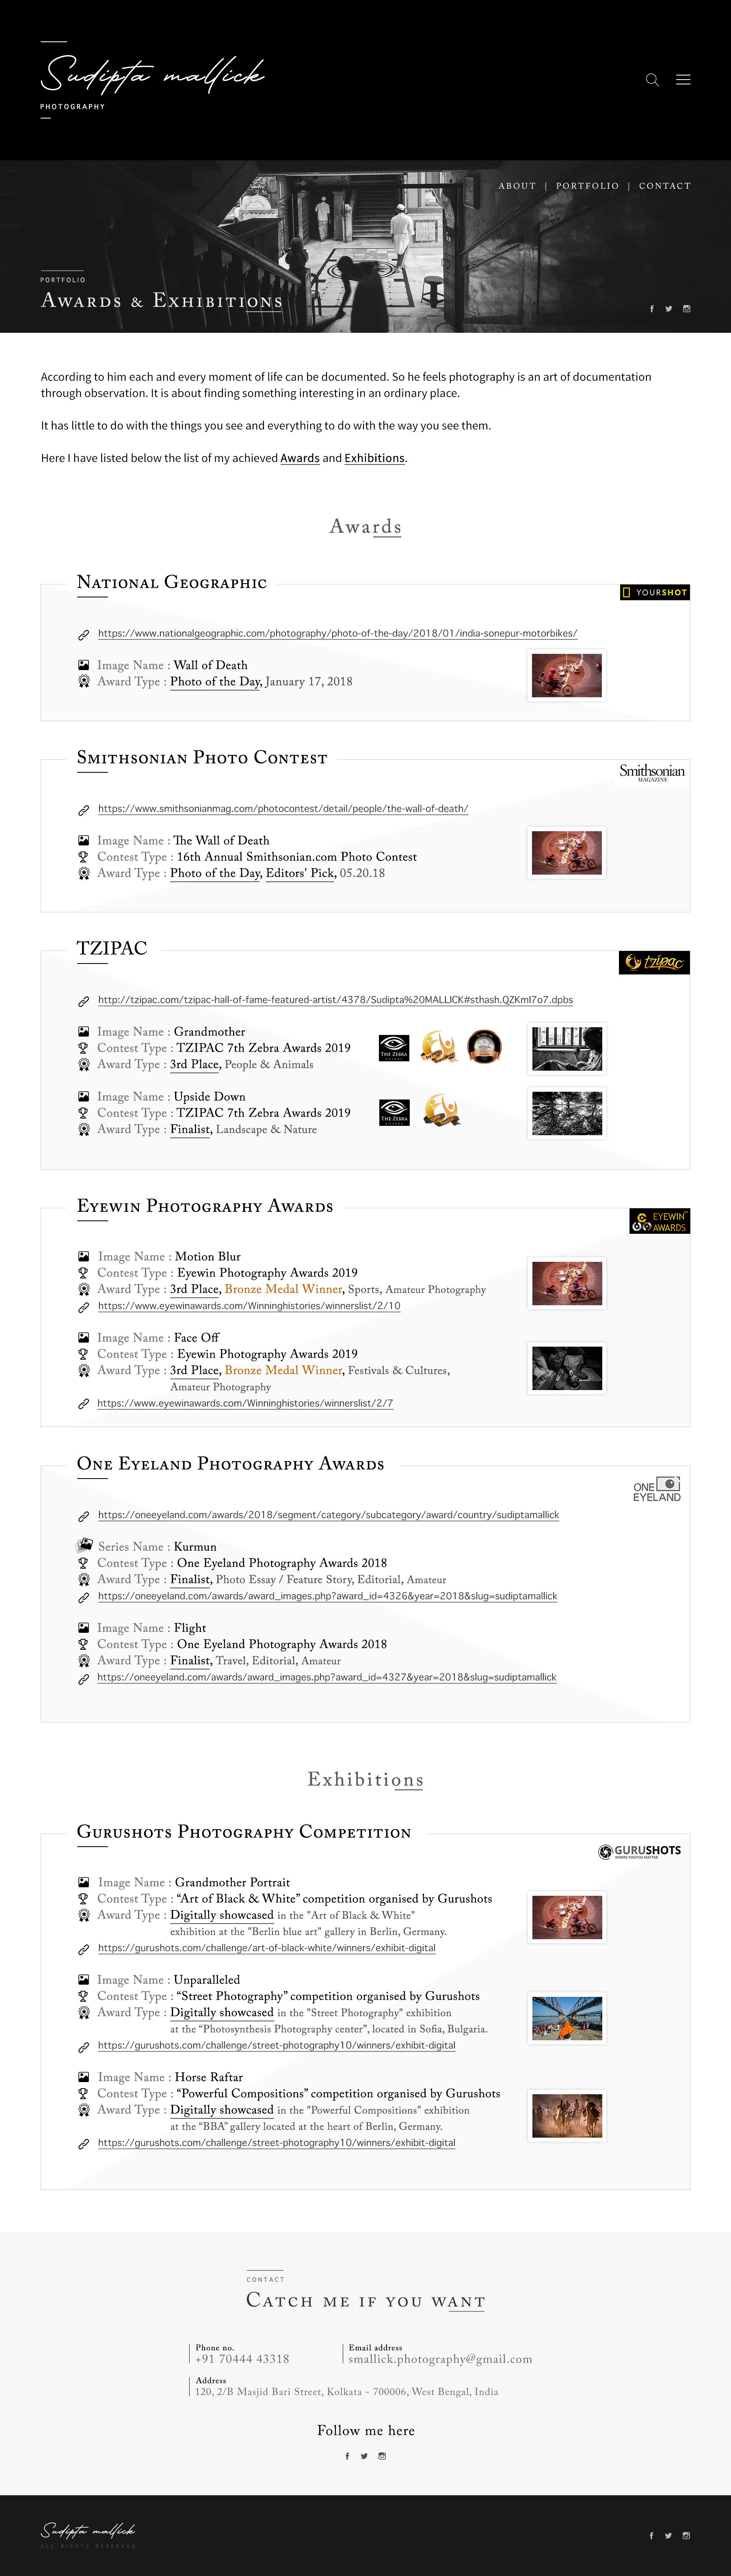 Sudipta mallick
PHOTOGRAPHY
ABOUT | PORTFOLIO | CONTACT
PORTFOLIO
AWARDS & EXHIBITIONS
According to him each and every moment of life can be documented. So he feels photography is an art of documentation
through observation. It is about finding something interesting in an ordinary place.
It has little to do with the things you see and everything to do with the way you see them.
Here I have listed below the list of my achieved Awards and Exhibitions.
Awards
NATIONAL GEOGRAPHIC
YOURSHOT
https://www.nationalgeographic.com/photography/photo-of-the-day/2018/01/india-sonepur-motorbikes/
Image Name : Wall of Death
Award Type : Photo of the Day, January 17, 2018
SMITHSONIAN PHOTO CONTEST
Smithsonian
MAGAZINE
https://www.smithsonianmag.com/photocontest/detail/people/the-wall-of-death/
Image Name : The Wall of Death
Contest Type : 16th Annual Smithsonian.com Photo Contest
Award Type : Photo of the Day, Editors' Pick, 05.20.18
TZIPAC
tzipac
http://tzipac.com/tzipac-hall-of-fame-featured-artist/4378/Sudipta%20MALLICK#sthash.QZKmI7o7.dpbs
Image Name : Grandmother
Contest Type : TZIPAC 7th Zebra Awards 2019
Award Type : 3rd Place, People & Animals
THE ZEBRA
Image Name : Upside Down
Contest Type : TZIPAC 7th Zebra Awards 2019
Award Type : Finalist, Landscape & Nature
THE ZEBRA
EYEWIN PHOTOGRAPHY AWARDS
EYEWIN
AWARDS
Image Name : Motion Blur
Contest Type : Eyewin Photography Awards 2019
Award Type : 3rd Place, Bronze Medal Winner, Sports, Amateur Photography
https://www.eyewinawards.com/Winninghistories/winnerslist/2/10
Image Name : Face Off
Contest Type : Eyewin Photography Awards 2019
Award Type : 3rd Place, Bronze Medal Winner, Festivals & Cultures,
Amateur Photography
https://www.eyewinawards.com/Winninghistories/winnerslist/2/7
ONE EYELAND PHOTOGRAPHY AWARDS
ONE
EYELAND
https://oneeyeland.com/awards/2018/segment/category/subcategory/award/country/sudiptamallick
Series Name : Kurmun
Contest Type : One Eyeland Photography Awards 2018
Award Type : Finalist, Photo Essay / Feature Story, Editorial, Amateur
https://oneeyeland.com/awards/award_images.php?award_id=4326&year=2018&slug=sudiptamallick
Image Name : Flight
Contest Type : One Eyeland Photography Awards 2018
Award Type : Finalist, Travel, Editorial, Amateur
https://oneeyeland.com/awards/award_images.php?award_id=4327&year=2018&slug=sudiptamallick
Exhibitions
GURUSHOTS PHOTOGRAPHY COMPETITION
GURUSHOTS
WHERE PHOTOS MATTER
Image Name : Grandmother Portrait
Contest Type : “Art of Black & White” competition organised by Gurushots
Award Type : Digitally showcased in the "Art of Black & White"
exhibition at the "Berlin blue art" gallery in Berlin, Germany.
https://gurushots.com/challenge/art-of-black-white/winners/exhibit-digital
Image Name : Unparalleled
Contest Type : “Street Photography” competition organised by Gurushots
Award Type : Digitally showcased in the "Street Photography" exhibition
at the “Photosynthesis Photography center”, located in Sofia, Bulgaria.
https://gurushots.com/challenge/street-photography10/winners/exhibit-digital
Image Name : Horse Raftar
Contest Type : “Powerful Compositions” competition organised by Gurushots
Award Type : Digitally showcased in the "Powerful Compositions" exhibition
at the “BBA” gallery located at the heart of Berlin, Germany.
https://gurushots.com/challenge/street-photography10/winners/exhibit-digital
CONTACT
CATCH ME IF YOU WANT
Phone no.
+91 70444 43318
Email address
smallick.photography@gmail.com
Address
120, 2/B Masjid Bari Street, Kolkata - 700006, West Bengal, India
Follow me here
Sudipta mallick
ALL RIGHTS RESERVED